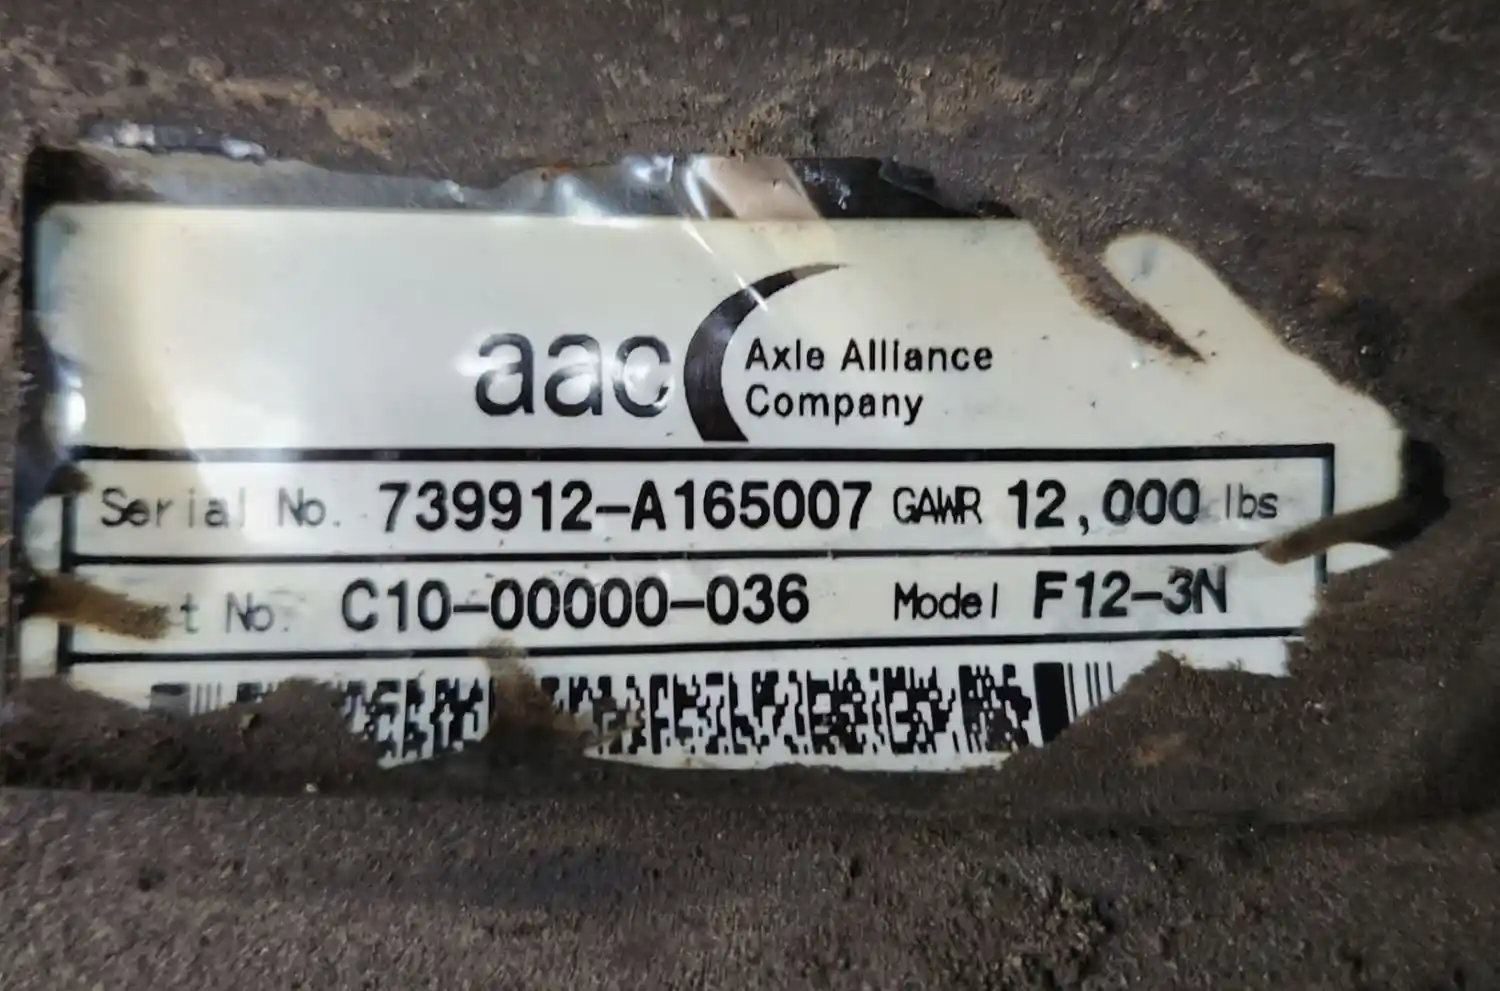 aac Axle Alliance
Company
Serial No. 739912-A165007 GAWR 12,000 lbs
No. C10-00000-036 Model F12-3N